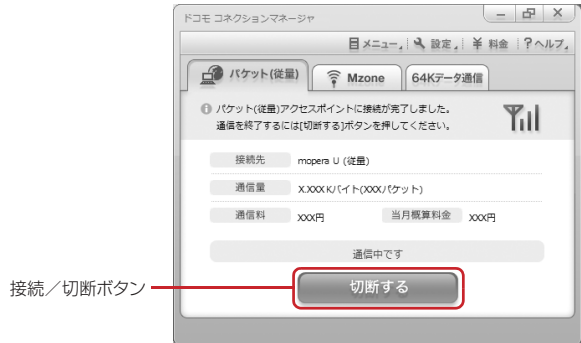 ドコモ コネクションマネージャ
メニュー 設定 ¥ 料金 ? ヘルプ
パケット(従量) Mzone 64Kデータ通信
パケット(従量)アクセスポイントに接続が完了しました。
通信を終了するには[切断する]ボタンを押してください。
接続先 mopera U (従量)
通信量 X.XXX Kバイト(XXXパケット)
通信料 XXX円 当月概算料金 XXX円
通信中です
接続／切断ボタン 切断する